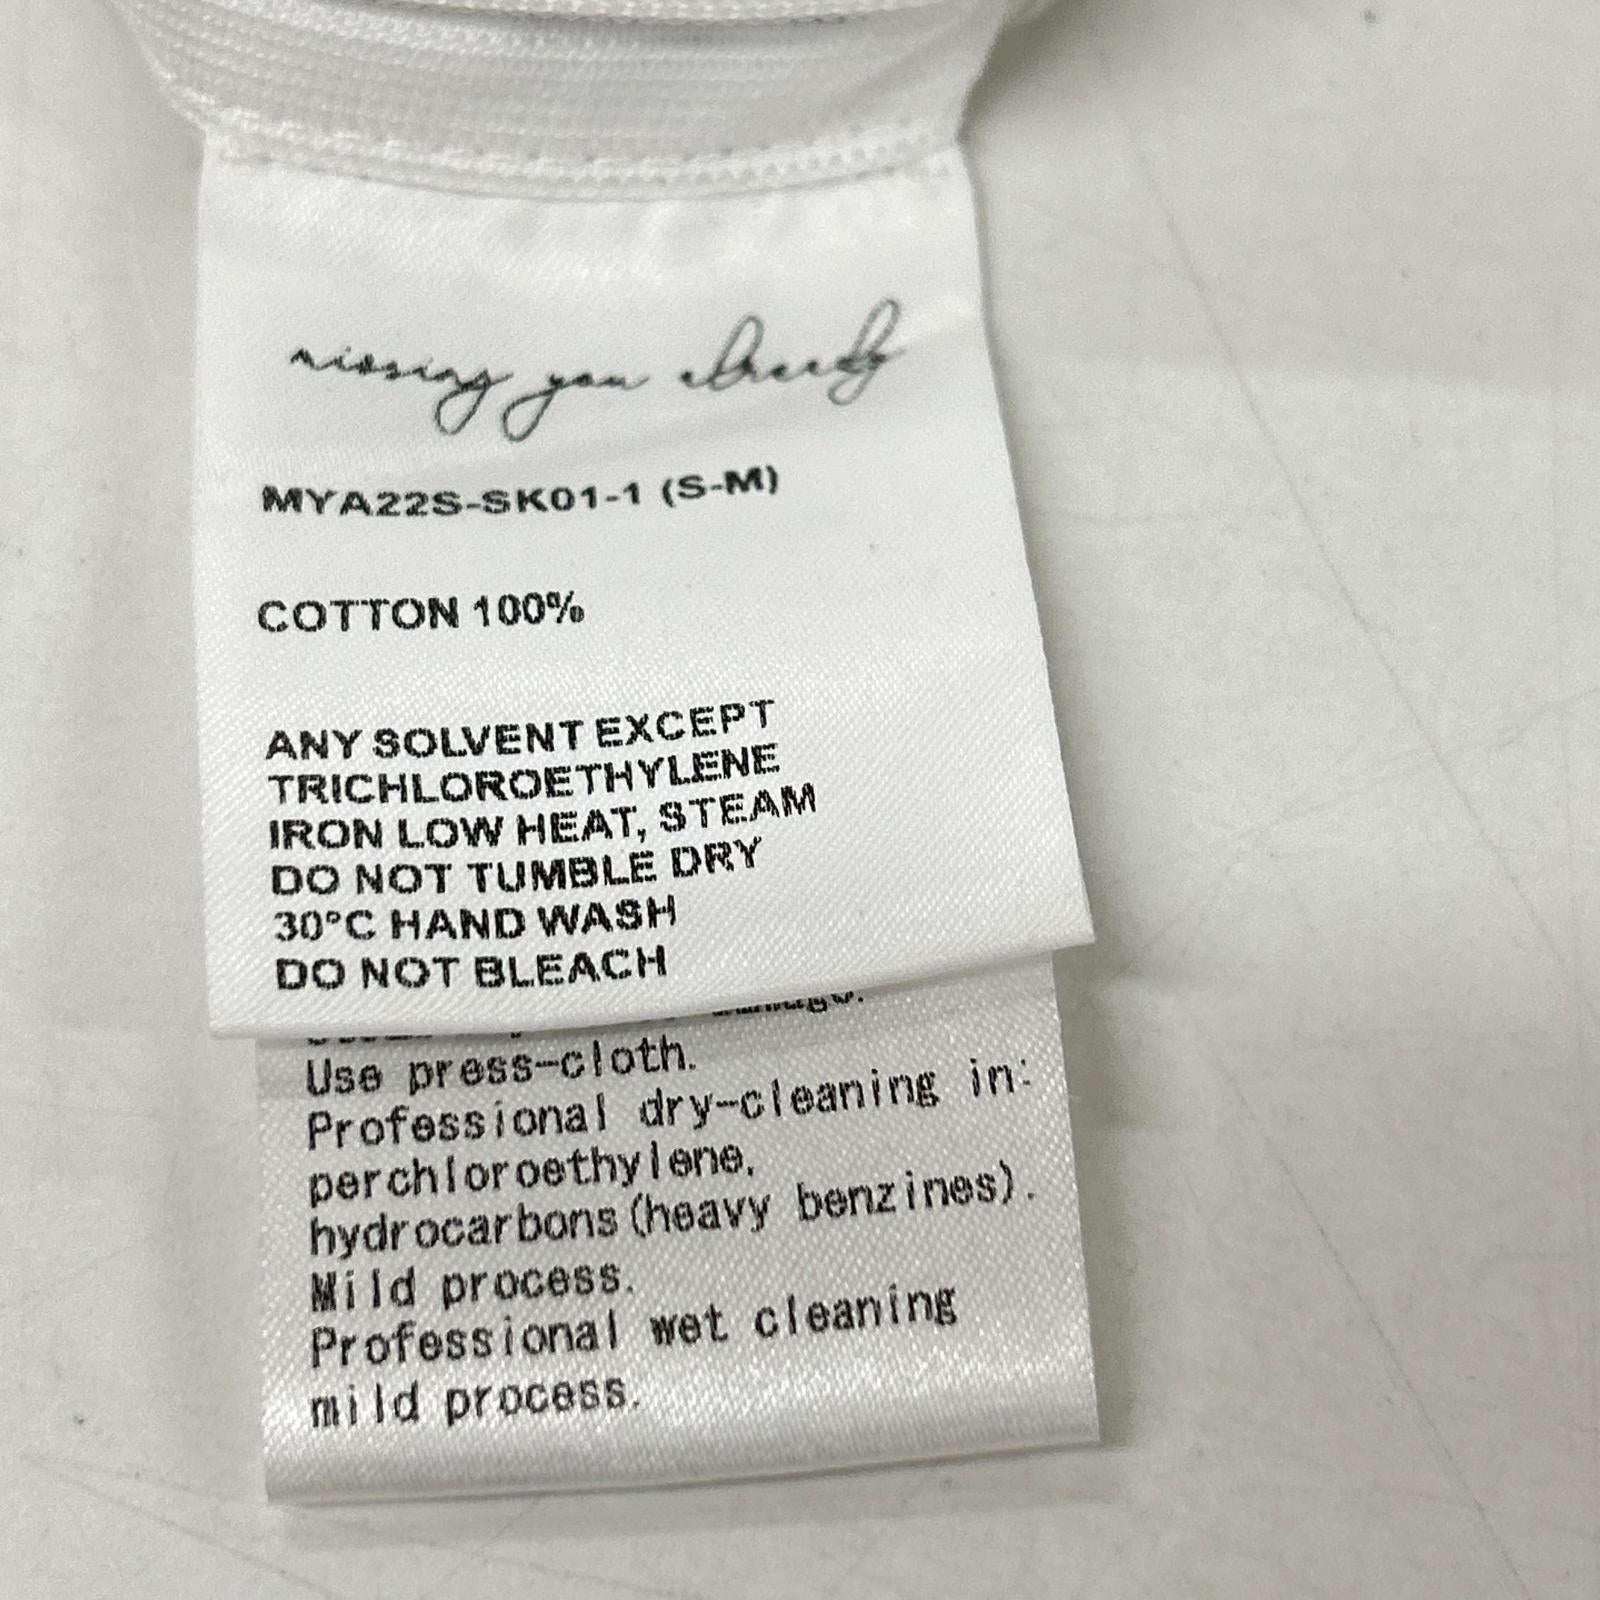 missing you already
MYA22S-SK01-1 (S-M)
COTTON 100%
ANY SOLVENT EXCEPT
TRICHLOROETHYLENE
IRON LOW HEAT, STEAM
DO NOT TUMBLE DRY
30°C HAND WASH
DO NOT BLEACH
Use press-cloth.
Professional dry-cleaning in:
perchloroethylene,
hydrocarbons(heavy benzines).
Mild process.
Professional wet cleaning
mild process.